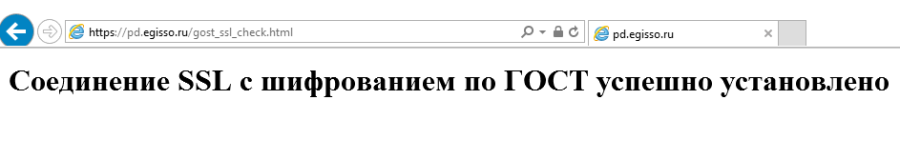 https://pd.egisso.ru/gost_ssl_check.html
pd.egisso.ru
Соединение SSL с шифрованием по ГОСТ успешно установлено